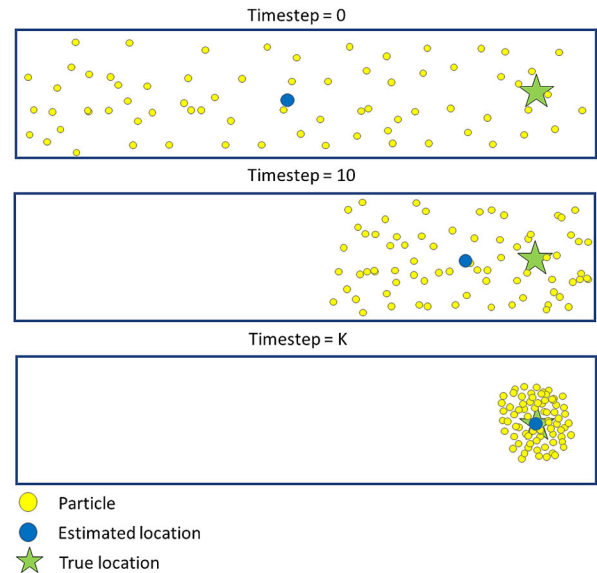 Timestep = 0
Timestep = 10
Timestep = K
Particle
Estimated location
True location